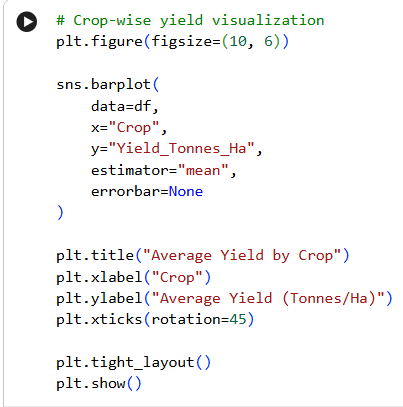 # Crop-wise yield visualization
plt.figure(figsize=(10, 6))
sns.barplot(
    data=df,
    x="Crop",
    y="Yield_Tonnes_Ha",
    estimator="mean",
    errorbar=None
)
plt.title("Average Yield by Crop")
plt.xlabel("Crop")
plt.ylabel("Average Yield (Tonnes/Ha)")
plt.xticks(rotation=45)
plt.tight_layout()
plt.show()